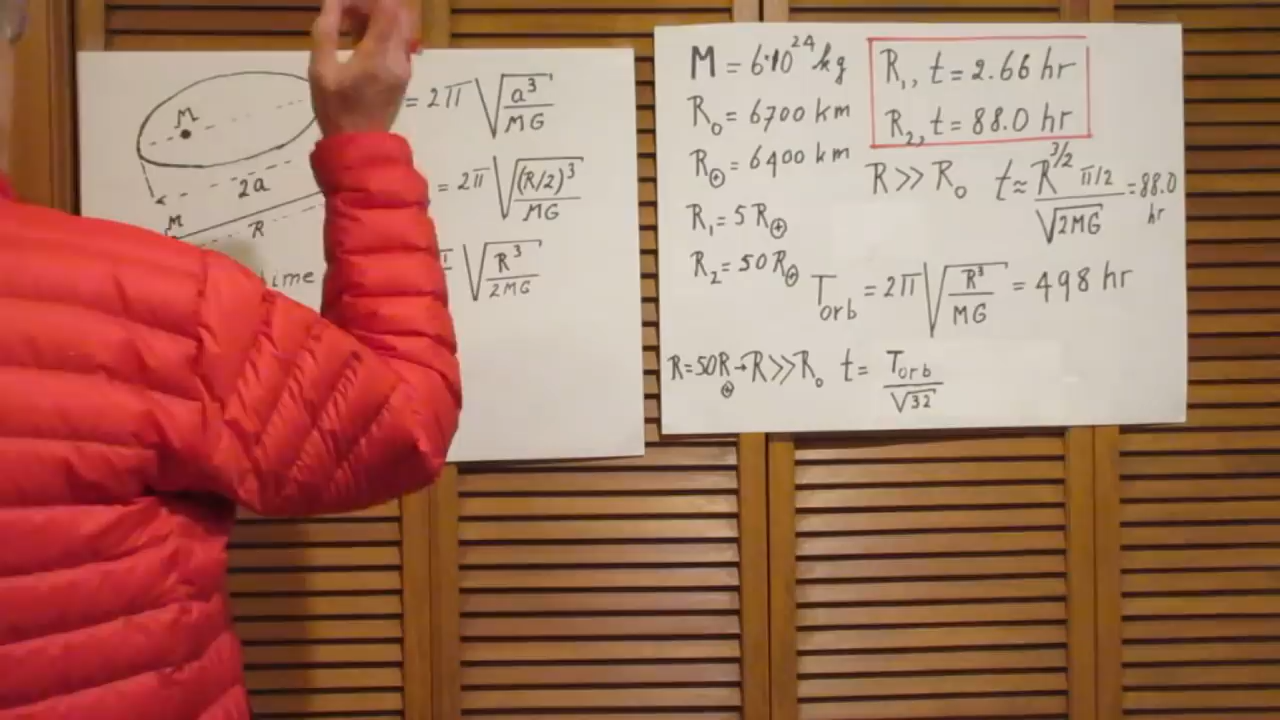 M
2a
M
R
ime
= 2π √(a³/MG)
= 2π √((R/2)³/MG)
√(R³/2MG)
M = 6·10²⁴ kg
R₀ = 6700 km
R⊕ = 6400 km
R₁ = 5 R⊕
R₂ = 50 R⊕
R₁, t = 2.66 hr
R₂, t = 88.0 hr
R >> R₀ t ≈ R^3/2 π/2 / √(2MG) = 88.0 hr
T_orb = 2π √(R³/MG) = 498 hr
R = 50R⊕ → R >> R₀ t = T_orb/√32